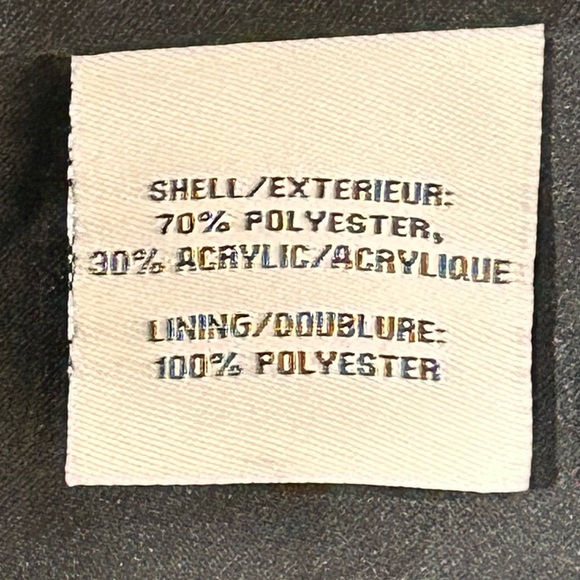 SHELL/EXTERIEUR:
70% POLYESTER,
30% ACRYLIC/ACRYLIQUE
LINING/DOUBLURE:
100% POLYESTER